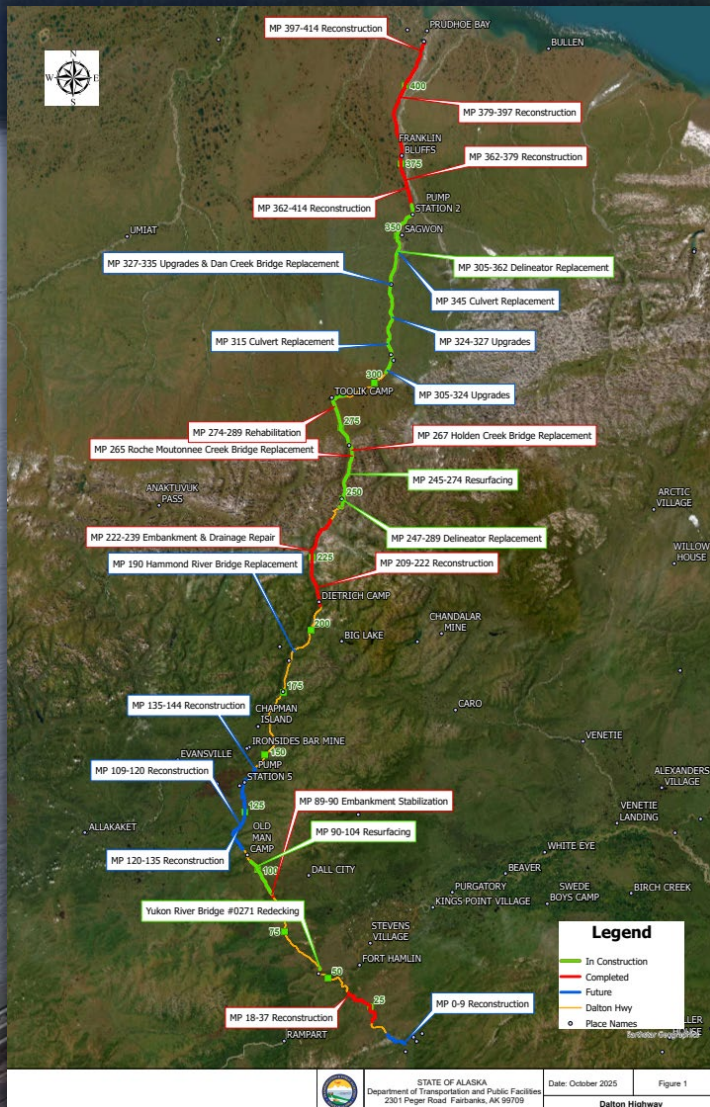 MP 397-414 Reconstruction
PRUDHOE BAY
BULLEN
N
W
E
S
400
MP 379-397 Reconstruction
FRANKLIN
BLUFFS
375
MP 362-379 Reconstruction
MP 362-414 Reconstruction
PUMP
STATION 2
350
SAGWON
UMIAT
MP 327-335 Upgrades & Dan Creek Bridge Replacement
MP 305-362 Delineator Replacement
MP 345 Culvert Replacement
MP 315 Culvert Replacement
MP 324-327 Upgrades
300
MP 305-324 Upgrades
TOOLIK CAMP
275
MP 274-289 Rehabilitation
MP 267 Holden Creek Bridge Replacement
MP 265 Roche Moutonnee Creek Bridge Replacement
MP 245-274 Resurfacing
ANAKTUVUK
PASS
250
ARCTIC
VILLAGE
MP 222-239 Embankment & Drainage Repair
MP 247-289 Delineator Replacement
WILLOW
HOUSE
225
MP 190 Hammond River Bridge Replacement
MP 209-222 Reconstruction
DIETRICH CAMP
200
BIG LAKE
CHANDALAR
MINE
175
MP 135-144 Reconstruction
CHAPMAN
ISLAND
CARO
IRONSIDES BAR MINE
VENETIE
EVANSVILLE
150
PUMP
STATION 5
MP 109-120 Reconstruction
ALEXANDERS
VILLAGE
MP 89-90 Embankment Stabilization
125
VENETIE
LANDING
ALLAKAKET
OLD
MAN
CAMP
MP 90-104 Resurfacing
WHITE EYE
MP 120-135 Reconstruction
100
DALL CITY
BEAVER
PURGATORY
SWEDE
BOYS CAMP
BIRCH CREEK
KINGS POINT VILLAGE
Yukon River Bridge #0271 Redecking
STEVENS
VILLAGE
75
FORT HAMLIN
50
Legend
In Construction
Completed
Future
Dalton Hwy
Place Names
MP 18-37 Reconstruction
25
MP 0-9 Reconstruction
RAMPART
HOUSE
Earthstar Geographics
STATE OF ALASKA
Department of Transportation and Public Facilities
2301 Peger Road Fairbanks, AK 99709
Date: October 2025
Figure 1
Dalton Highway